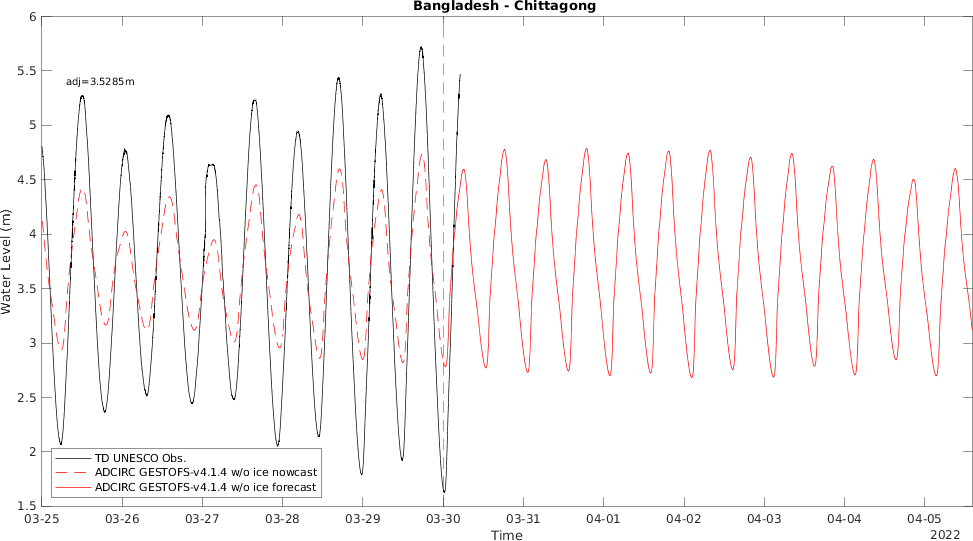 Bangladesh - Chittagong
6
5.5
5
4.5
4
3.5
3
2.5
2
1.5
Water Level (m)
adj=3.5285m
TD UNESCO Obs.
ADCIRC GESTOFS-v4.1.4 w/o ice nowcast
ADCIRC GESTOFS-v4.1.4 w/o ice forecast
03-25 03-26 03-27 03-28 03-29 03-30 03-31 04-01 04-02 04-03 04-04 04-05
Time
2022